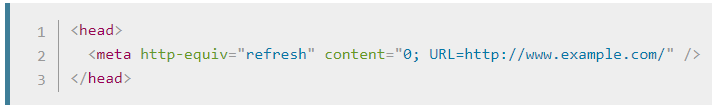 1 <head>
2 <meta http-equiv="refresh" content="0; URL=http://www.example.com/" />
3 </head>